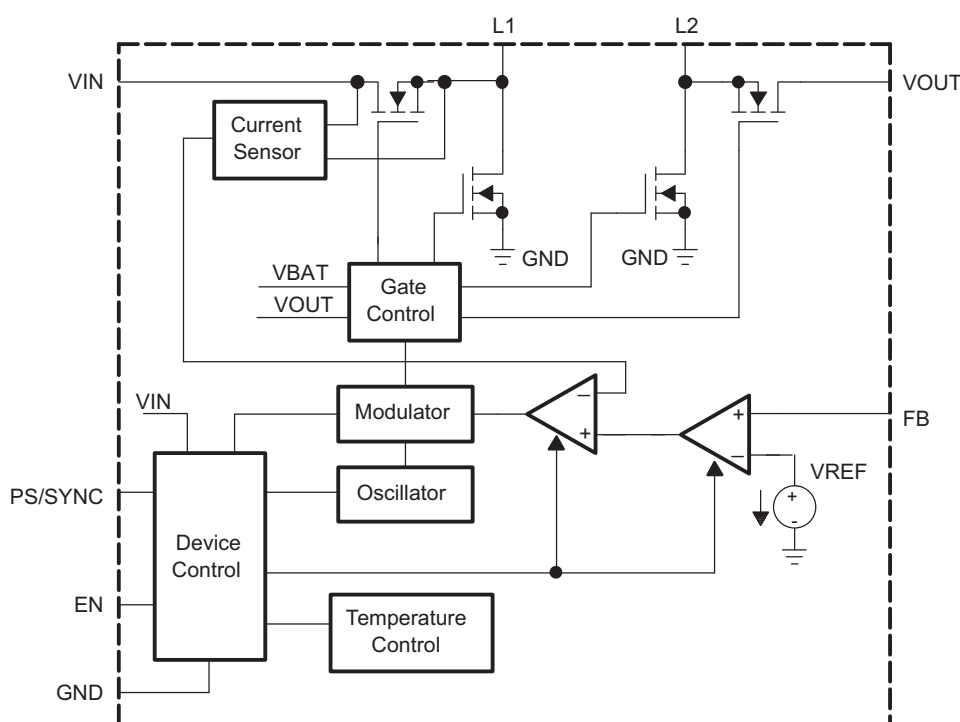 L1
L2
VIN
VOUT
Current
Sensor
GND
GND
VBAT
VOUT
Gate
Control
VIN
Modulator
−
+
+
−
FB
VREF
+
-
PS/SYNC
Oscillator
Device
Control
EN
Temperature
Control
GND